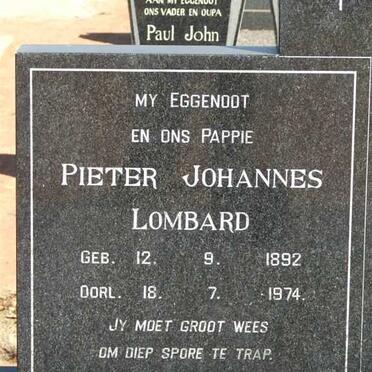 AAN MY EGGENOOT
ONS VADER EN OUPA
Paul John
MY EGGENOOT
EN ONS PAPPIE
PIETER JOHANNES
LOMBARD
GEB. 12. 9. 1892
OORL. 18. 7. 1974.
JY MOET GROOT WEES
OM DIEP SPORE TE TRAP.